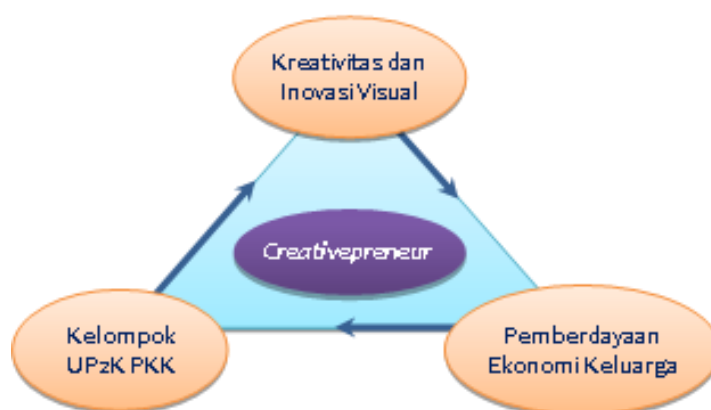 Kreativitas dan
Inovasi Visual
Creativepreneur
Kelompok
UP2K PKK
Pemberdayaan
Ekonomi Keluarga